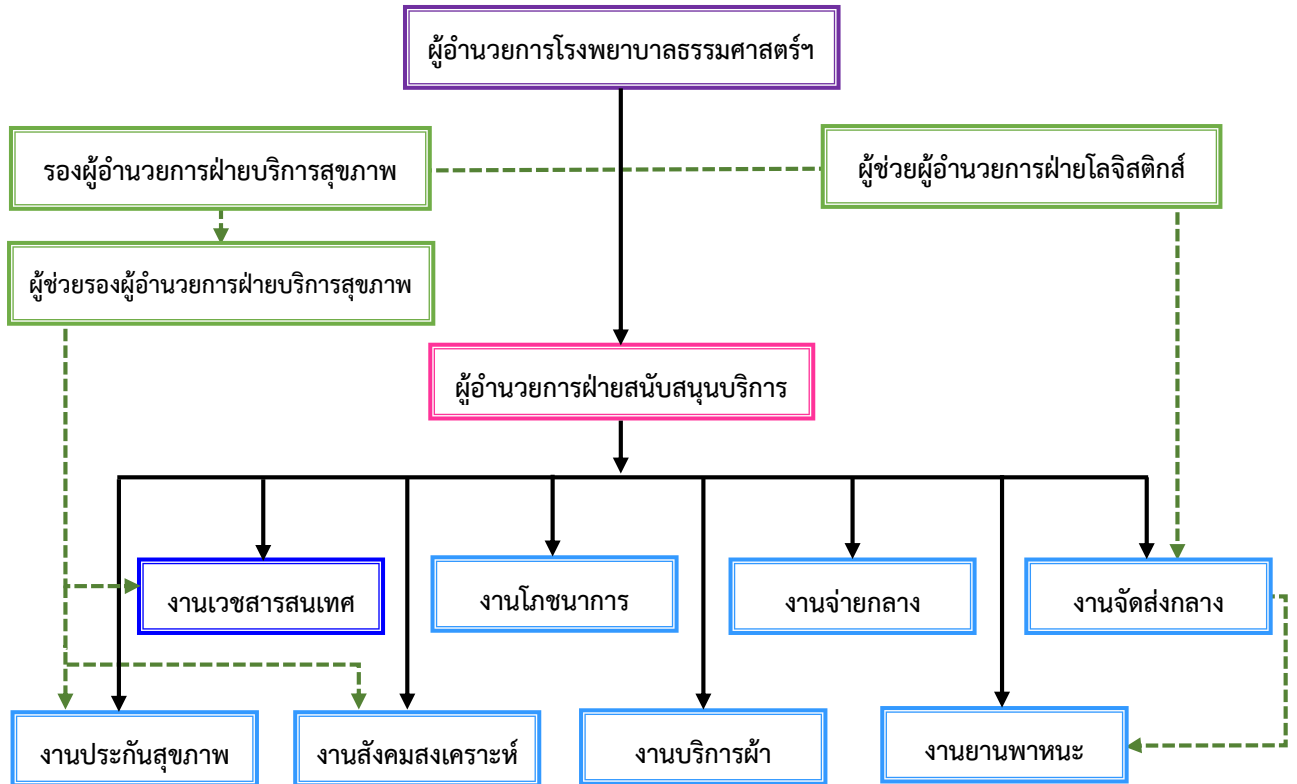 ผู้อำนวยการโรงพยาบาลธรรมศาสตร์ฯ
รองผู้อำนวยการฝ่ายบริการสุขภาพ
ผู้ช่วยผู้อำนวยการฝ่ายโลจิสติกส์
ผู้ช่วยรองผู้อำนวยการฝ่ายบริการสุขภาพ
ผู้อำนวยการฝ่ายสนับสนุนบริการ
งานเวชสารสนเทศ
งานโภชนาการ
งานจ่ายกลาง
งานจัดส่งกลาง
งานประกันสุขภาพ
งานสังคมสงเคราะห์
งานบริการผ้า
งานยานพาหนะ